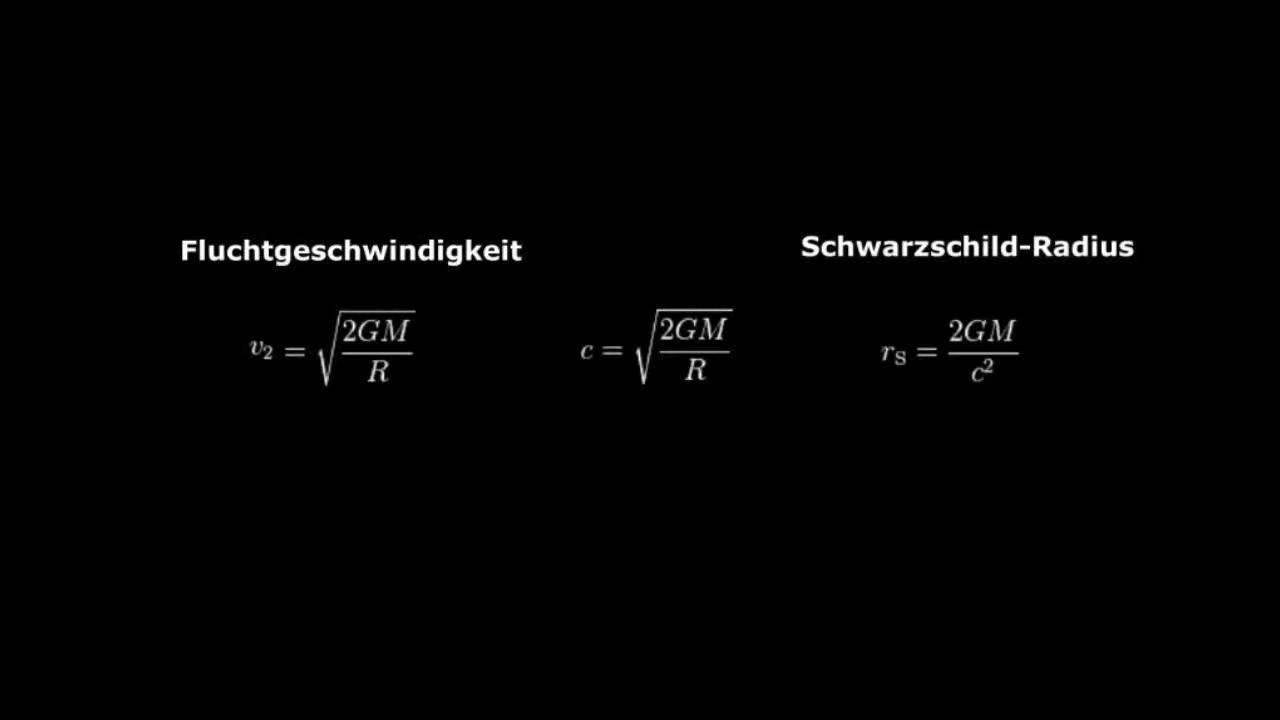 Fluchtgeschwindigkeit
Schwarzschild-Radius
v₂ = √(2GM/R)
c = √(2GM/R)
r_S = 2GM/c²